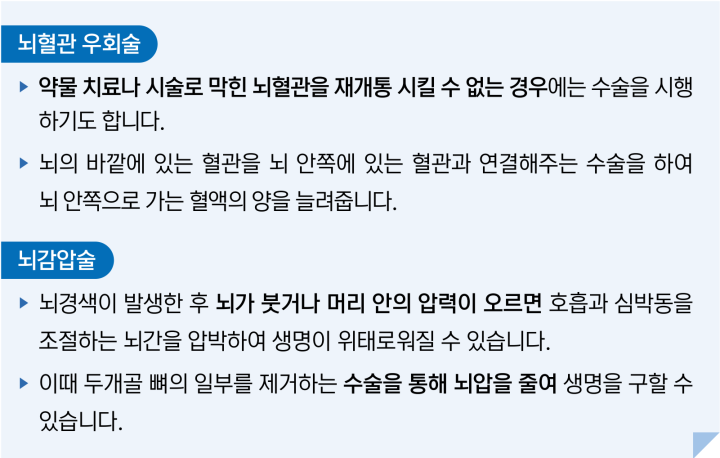 뇌혈관 우회술
▶ 약물 치료나 시술로 막힌 뇌혈관을 재개통 시킬 수 없는 경우에는 수술을 시행
하기도 합니다.
▶ 뇌의 바깥에 있는 혈관을 뇌 안쪽에 있는 혈관과 연결해주는 수술을 하여
뇌 안쪽으로 가는 혈액의 양을 늘려줍니다.
뇌감압술
▶ 뇌경색이 발생한 후 뇌가 붓거나 머리 안의 압력이 오르면 호흡과 심박동을
조절하는 뇌간을 압박하여 생명이 위태로워질 수 있습니다.
▶ 이때 두개골 뼈의 일부를 제거하는 수술을 통해 뇌압을 줄여 생명을 구할 수
있습니다.